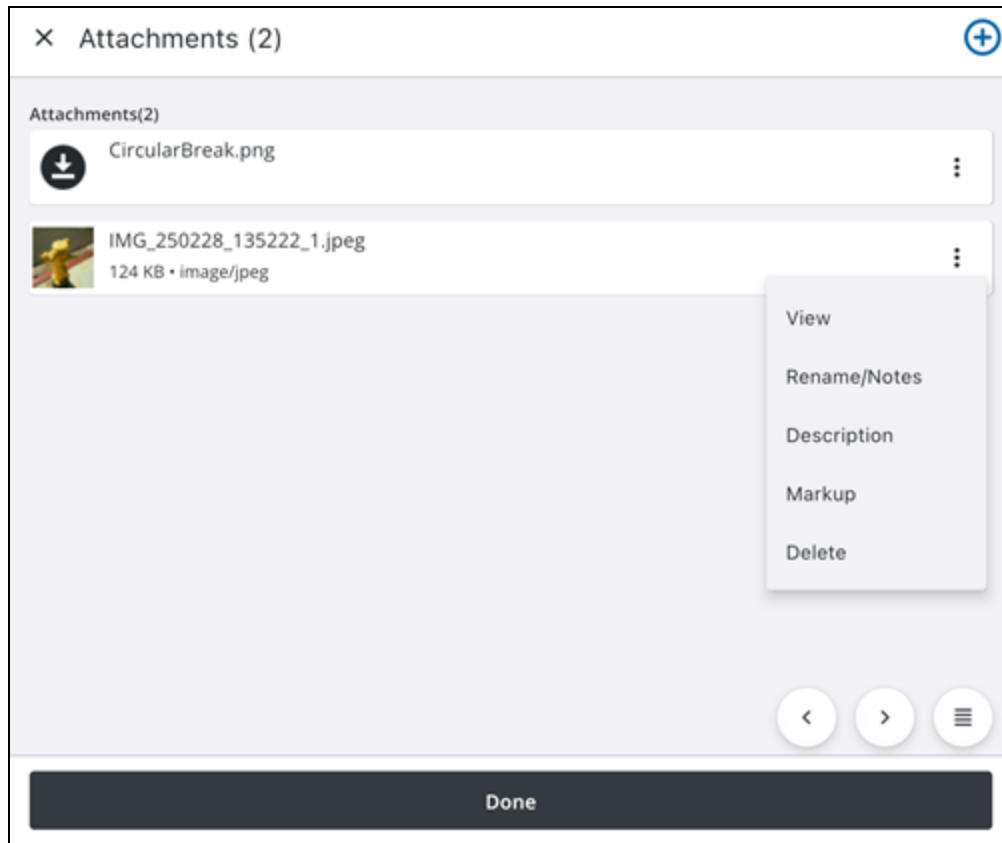 Attachments (2)
Attachments(2)
CircularBreak.png
IMG_250228_135222_1.jpeg
124 KB • image/jpeg
View
Rename/Notes
Description
Markup
Delete
Done